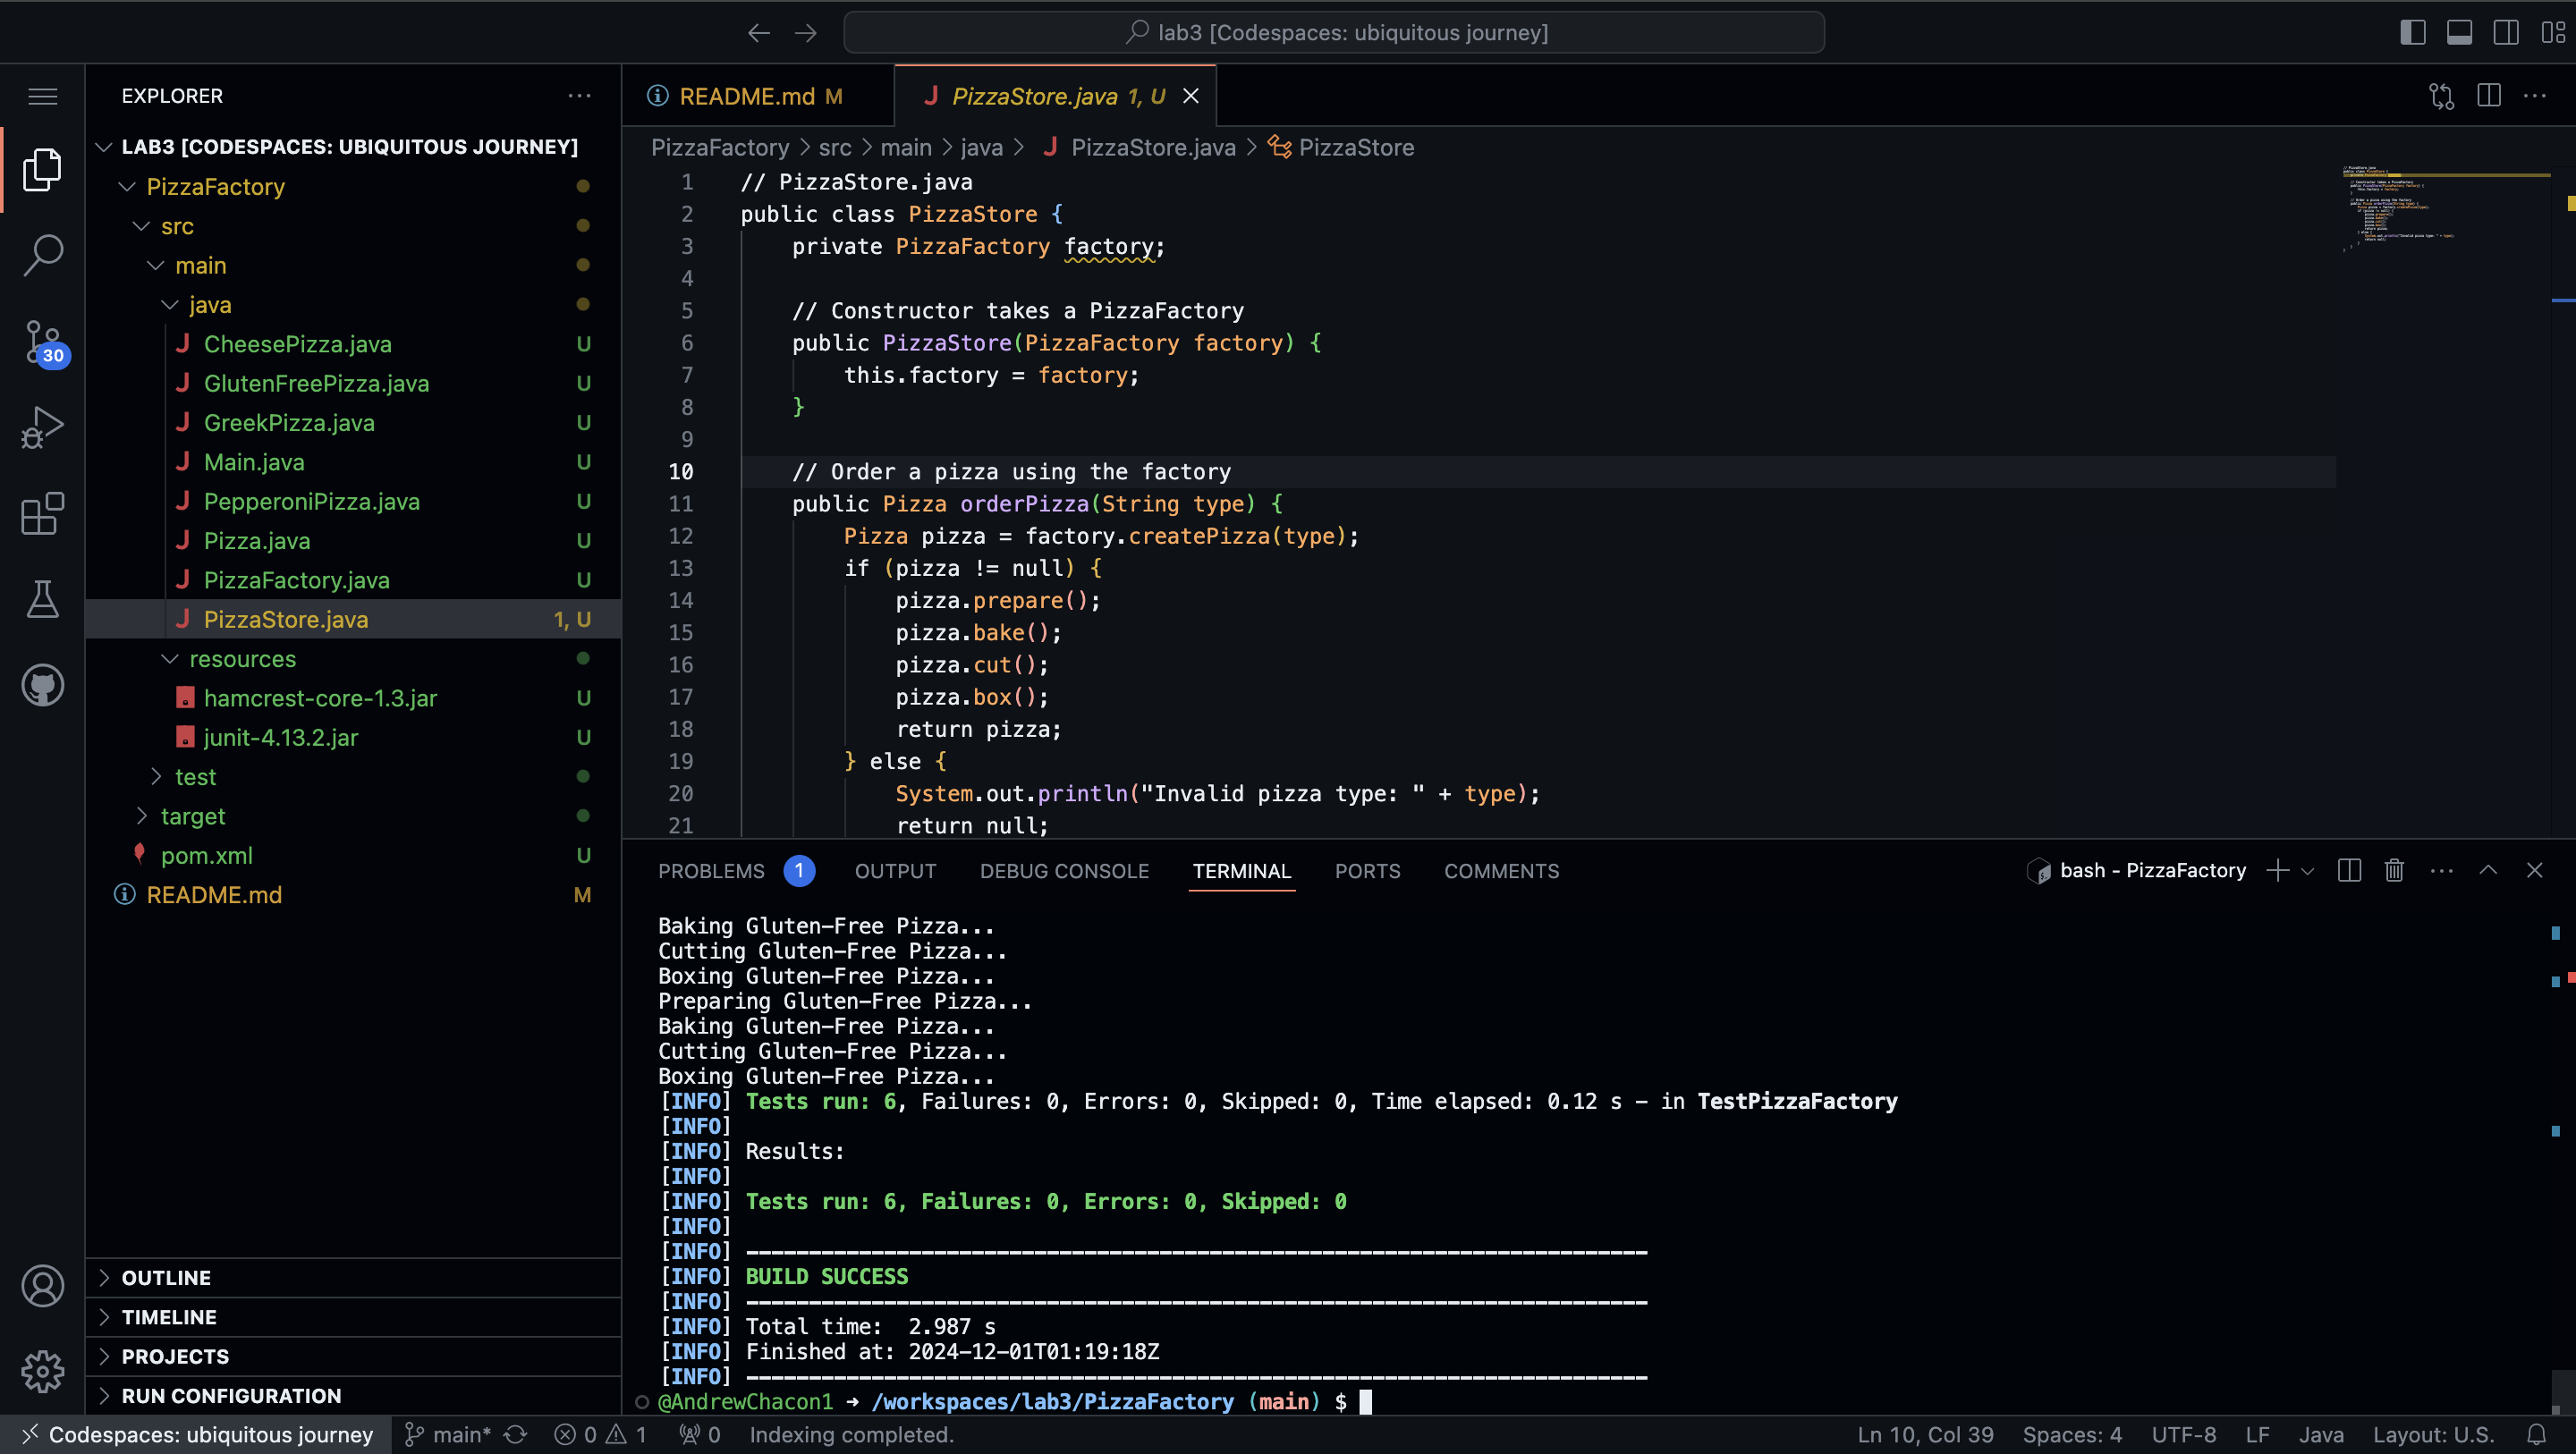 lab3 [Codespaces: ubiquitous journey]
EXPLORER
LAB3 [CODESPACES: UBIQUITOUS JOURNEY]
PizzaFactory
src
main
java
CheesePizza.java U
GlutenFreePizza.java U
GreekPizza.java U
Main.java U
PepperoniPizza.java U
Pizza.java U
PizzaFactory.java U
PizzaStore.java 1, U
resources
hamcrest-core-1.3.jar U
junit-4.13.2.jar U
test
target
pom.xml U
README.md M
OUTLINE
TIMELINE
PROJECTS
RUN CONFIGURATION
30
README.md M
PizzaStore.java 1, U
PizzaFactory > src > main > java > PizzaStore.java > PizzaStore
1 // PizzaStore.java
2 public class PizzaStore {
3 private PizzaFactory factory;
4
5 // Constructor takes a PizzaFactory
6 public PizzaStore(PizzaFactory factory) {
7 this.factory = factory;
8 }
9
10 // Order a pizza using the factory
11 public Pizza orderPizza(String type) {
12 Pizza pizza = factory.createPizza(type);
13 if (pizza != null) {
14 pizza.prepare();
15 pizza.bake();
16 pizza.cut();
17 pizza.box();
18 return pizza;
19 } else {
20 System.out.println("Invalid pizza type: " + type);
21 return null;
PROBLEMS 1 OUTPUT DEBUG CONSOLE TERMINAL PORTS COMMENTS
bash - PizzaFactory
Baking Gluten-Free Pizza...
Cutting Gluten-Free Pizza...
Boxing Gluten-Free Pizza...
Preparing Gluten-Free Pizza...
Baking Gluten-Free Pizza...
Cutting Gluten-Free Pizza...
Boxing Gluten-Free Pizza...
[INFO] Tests run: 6, Failures: 0, Errors: 0, Skipped: 0, Time elapsed: 0.12 s - in TestPizzaFactory
[INFO]
[INFO] Results:
[INFO]
[INFO] Tests run: 6, Failures: 0, Errors: 0, Skipped: 0
[INFO]
[INFO] ------------------------------------------------------------------------
[INFO] BUILD SUCCESS
[INFO] ------------------------------------------------------------------------
[INFO] Total time:  2.987 s
[INFO] Finished at: 2024-12-01T01:19:18Z
[INFO] ------------------------------------------------------------------------
@AndrewChacon1 → /workspaces/lab3/PizzaFactory (main) $
Codespaces: ubiquitous journey main* 0 1 0 Indexing completed. Ln 10, Col 39 Spaces: 4 UTF-8 LF Java Layout: U.S.